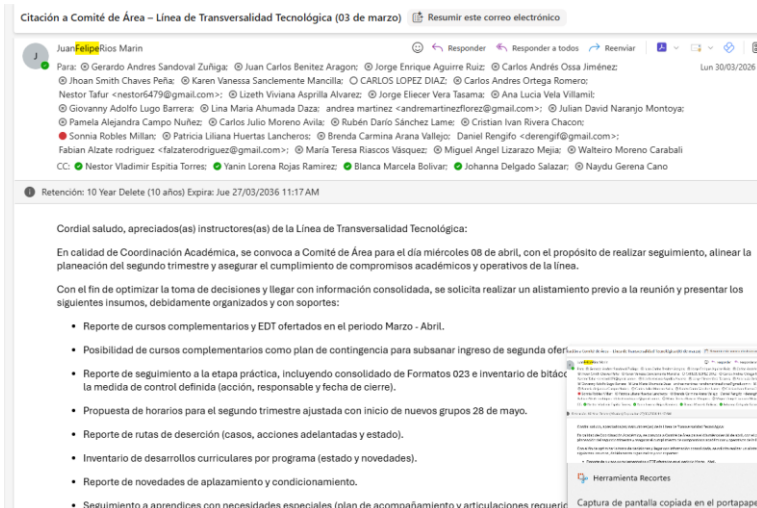 Citación a Comité de Área – Línea de Transversalidad Tecnológica (03 de marzo) Resumir este correo electrónico
J
JuanFelipeRios Marin
Responder Responder a todos Reenviar
Para: Gerardo Andres Sandoval Zuñiga; Juan Carlos Benitez Aragon; Jorge Enrique Aguirre Ruiz; Carlos Andrés Ossa Jiménez;
Lun 30/03/2026
Jhoan Smith Chaves Peña; Karen Vanessa Sanclemente Mancilla; CARLOS LOPEZ DIAZ; Carlos Andres Ortega Romero;
Nestor Tafur <nestor6479@gmail.com>; Lizeth Viviana Asprilla Alvarez; Jorge Eliecer Vera Tasama; Ana Lucia Vela Villamil;
Giovanny Adolfo Lugo Barrera; Lina Maria Ahumada Daza; andrea martinez <andremartinezflorez@gmail.com>; Julian David Naranjo Montoya;
Pamela Alejandra Campo Nuñez; Carlos Julio Moreno Avila; Rubén Darío Sánchez Lame; Cristian Ivan Rivera Chacon;
Sonnia Robles Millan; Patricia Liliana Huertas Lancheros; Brenda Carmina Arana Vallejo; Daniel Rengifo <derengif@gmail.com>;
Fabian Alzate rodriguez <falzaterodriguez@gmail.com>; María Teresa Riascos Vásquez; Miguel Angel Lizarazo Mejia; Walteiro Moreno Carabali
CC: Nestor Vladimir Espitia Torres; Yanin Lorena Rojas Ramirez; Blanca Marcela Bolivar; Johanna Delgado Salazar; Naydu Gerena Cano
Retención: 10 Year Delete (10 años) Expira: Jue 27/03/2036 11:17 AM
Cordial saludo, apreciados(as) instructores(as) de la Línea de Transversalidad Tecnológica:
En calidad de Coordinación Académica, se convoca a Comité de Área para el día miércoles 08 de abril, con el propósito de realizar seguimiento, alinear la
planeación del segundo trimestre y asegurar el cumplimiento de compromisos académicos y operativos de la línea.
Con el fin de optimizar la toma de decisiones y llegar con información consolidada, se solicita realizar un alistamiento previo a la reunión y presentar los
siguientes insumos, debidamente organizados y con soportes:
• Reporte de cursos complementarios y EDT ofertados en el periodo Marzo - Abril.
• Posibilidad de cursos complementarios como plan de contingencia para subsanar ingreso de segunda ofer
• Reporte de seguimiento a la etapa práctica, incluyendo consolidado de Formatos 023 e inventario de bitác
la medida de control definida (acción, responsable y fecha de cierre).
• Propuesta de horarios para el segundo trimestre ajustada con inicio de nuevos grupos 28 de mayo.
• Reporte de rutas de deserción (casos, acciones adelantadas y estado).
• Inventario de desarrollos curriculares por programa (estado y novedades).
• Reporte de novedades de aplazamiento y condicionamiento.
• Seguimiento a aprendices con necesidades especiales (plan de acompañamiento y articulaciones requerid
Herramienta Recortes
Captura de pantalla copiada en el portapape